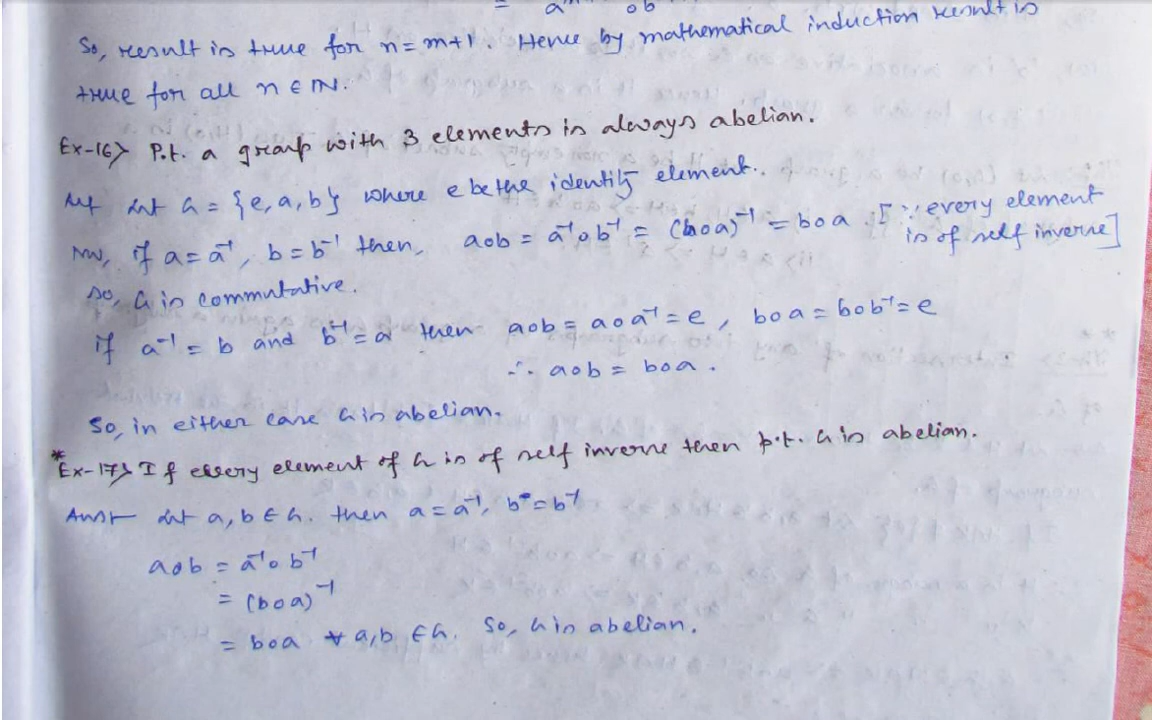 = a ob
So, result is true for n=m+1. Hence by mathematical induction result is
true for all n ∈ IN.
Ex-16> P.t. a group with 3 elements is always abelian.
Let G = {e, a, b} where e be the identity element.
Now, if a = a⁻¹, b = b⁻¹ then, aob = a⁻¹ob⁻¹ = (boa)⁻¹ = boa [∵ every element
is of self inverse]
So, G is commutative.
if a⁻¹ = b and b⁻¹ = a then aob = aoa⁻¹ = e, boa = bob⁻¹ = e
∴ aob = boa.
So, in either case G is abelian.
*Ex-17> If every element of G is of self inverse then p.t. G is abelian.
Ans:- Let a, b ∈ G. then a = a⁻¹, b = b⁻¹
aob = a⁻¹ob⁻¹
= (boa)⁻¹
= boa ∀ a, b ∈ G. So, G is abelian.